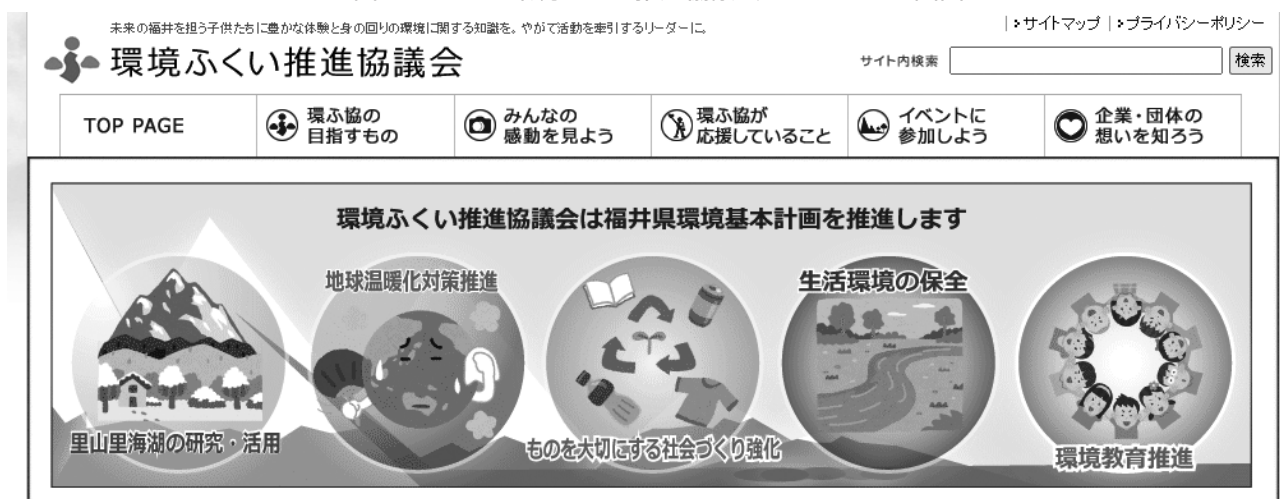 未来の福井を担う子供たちに豊かな体験と身の回りの環境に関する知識を。やがて活動を牽引するリーダーに。
サイトマップ
プライバシーポリシー
環境ふくい推進協議会
サイト内検索
検索
TOP PAGE
環ふ協の
目指すもの
みんなの
感動を見よう
環ふ協が
応援していること
イベントに
参加しよう
企業・団体の
想いを知ろう
環境ふくい推進協議会は福井県環境基本計画を推進します
里山里海湖の研究・活用
地球温暖化対策推進
ものを大切にする社会づくり強化
生活環境の保全
環境教育推進